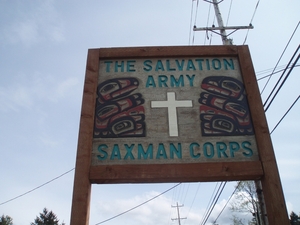 THE SALVATION
ARMY
SAXMAN CORPS